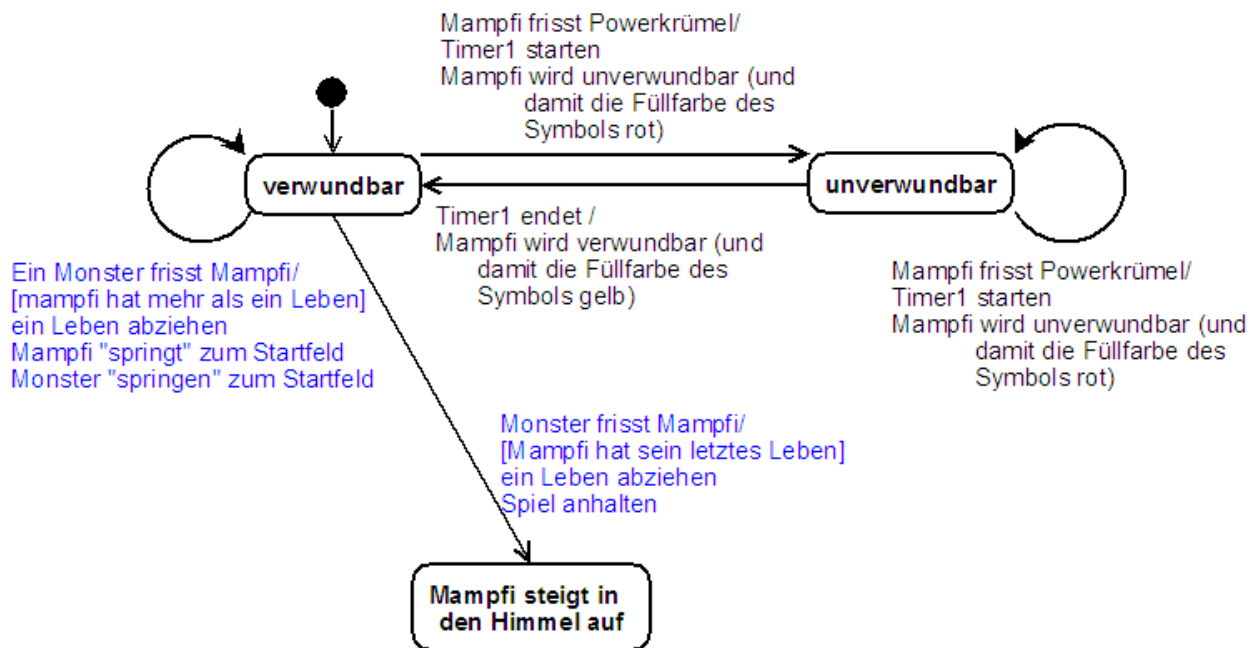 Mampfi frisst Powerkrümel/
Timer1 starten
Mampfi wird unverwundbar (und
damit die Füllfarbe des
Symbols rot)
verwundbar
unverwundbar
Timer1 endet /
Mampfi wird verwundbar (und
damit die Füllfarbe des
Symbols gelb)
Ein Monster frisst Mampfi/
[mampfi hat mehr als ein Leben]
ein Leben abziehen
Mampfi "springt" zum Startfeld
Monster "springen" zum Startfeld
Mampfi frisst Powerkrümel/
Timer1 starten
Mampfi wird unverwundbar (und
damit die Füllfarbe des
Symbols rot)
Monster frisst Mampfi/
[Mampfi hat sein letztes Leben]
ein Leben abziehen
Spiel anhalten
Mampfi steigt in
den Himmel auf